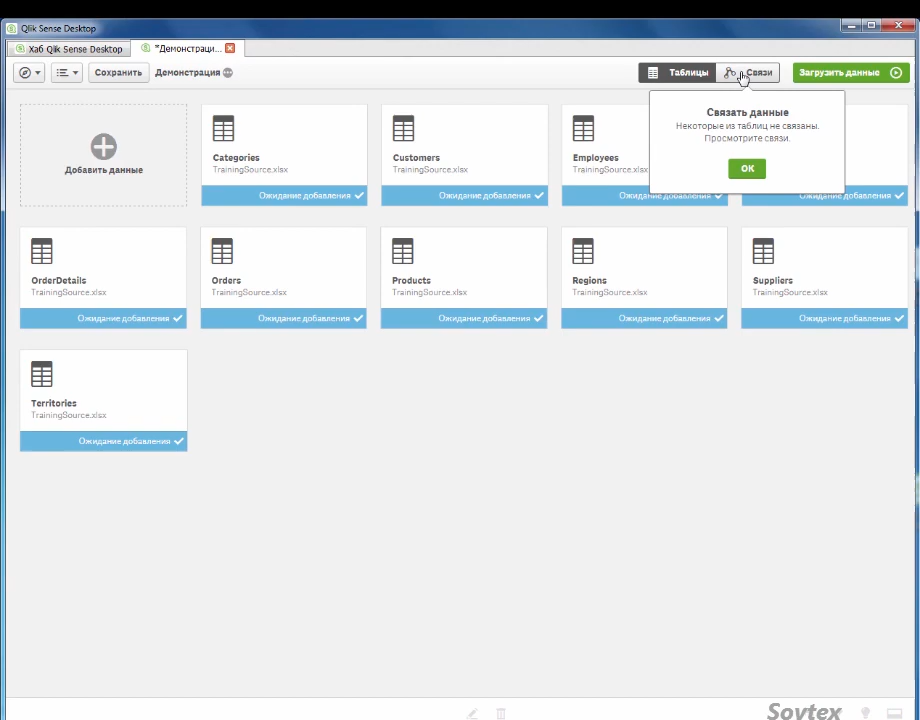 Qlik Sense Desktop
Хаб Qlik Sense Desktop
*Демонстраци...
Сохранить
Демонстрация
Таблицы
Связи
Загрузить данные
Связать данные
Некоторые из таблиц не связаны.
Просмотрите связи.
OK
Добавить данные
Categories
TrainingSource.xlsx
Ожидание добавления
Customers
TrainingSource.xlsx
Ожидание добавления
Employees
TrainingSource.xlsx
Ожидание добавления
Ожидание добавления
OrderDetails
TrainingSource.xlsx
Ожидание добавления
Orders
TrainingSource.xlsx
Ожидание добавления
Products
TrainingSource.xlsx
Ожидание добавления
Regions
TrainingSource.xlsx
Ожидание добавления
Suppliers
TrainingSource.xlsx
Ожидание добавления
Territories
TrainingSource.xlsx
Ожидание добавления
Sovtex